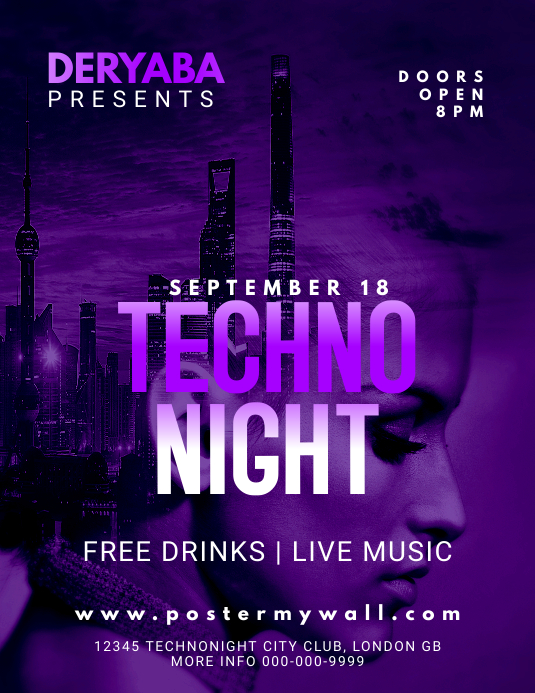 DERYABA
PRESENTS
DOORS
OPEN
8PM
SEPTEMBER 18
TECHNO
NIGHT
FREE DRINKS | LIVE MUSIC
www.postermywall.com
12345 TECHNONIGHT CITY CLUB, LONDON GB
MORE INFO 000-000-9999